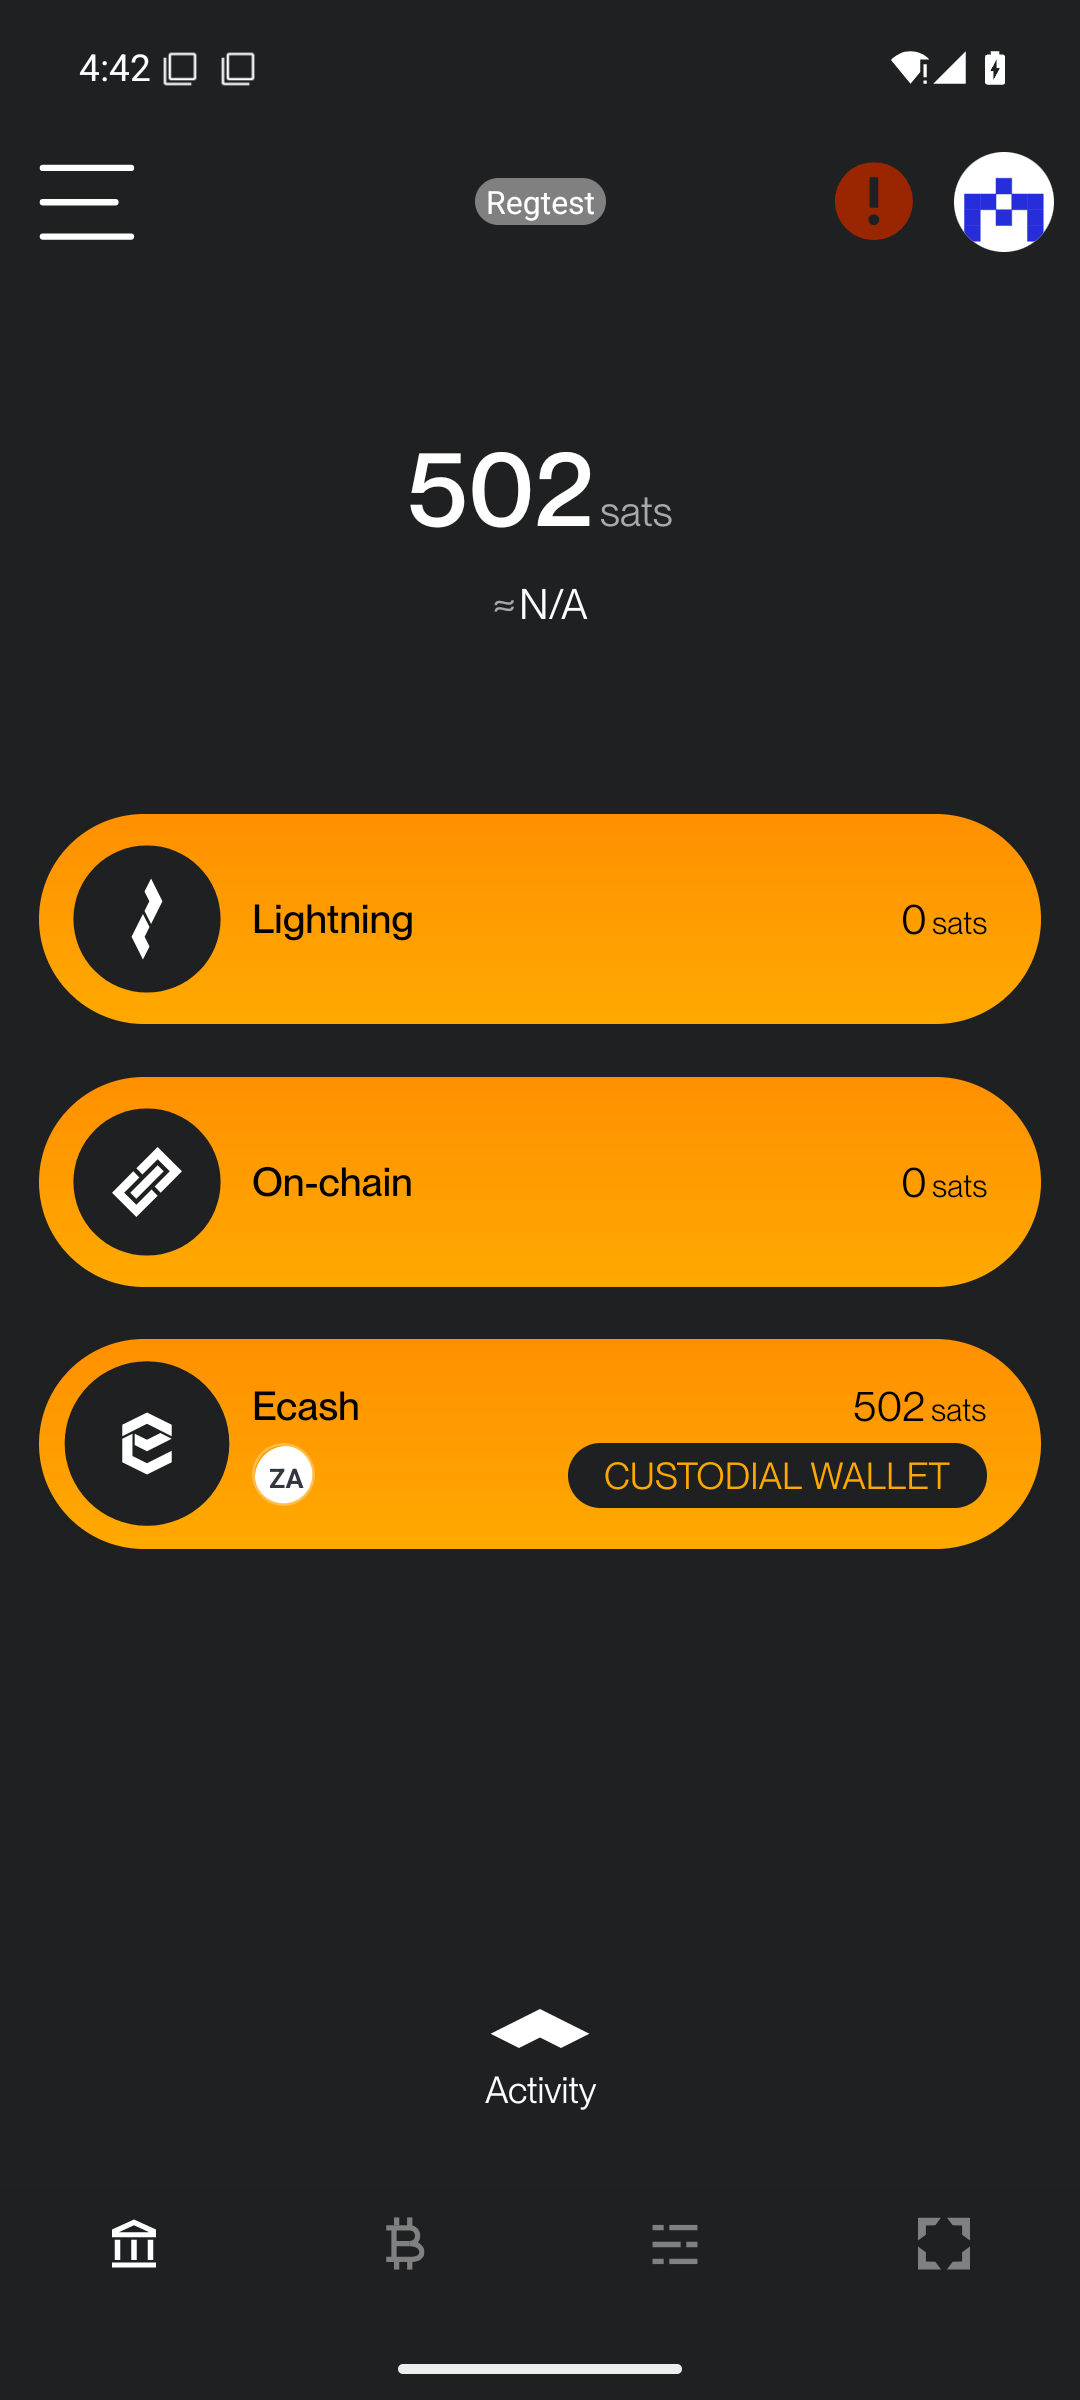 4:42
Regtest
502 sats
≈N/A
Lightning
0 sats
On-chain
0 sats
Ecash
502 sats
ZA
CUSTODIAL WALLET
Activity